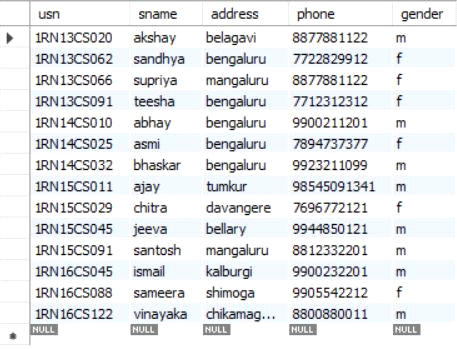 usn sname address phone gender
1RN13CS020 akshay belagavi 8877881122 m
1RN13CS062 sandhya bengaluru 7722829912 f
1RN13CS066 supriya mangaluru 8877881122 f
1RN13CS091 teesha bengaluru 7712312312 f
1RN14CS010 abhay bengaluru 9900211201 m
1RN14CS025 asmi bengaluru 7894737377 f
1RN14CS032 bhaskar bengaluru 9923211099 m
1RN15CS011 ajay tumkur 98545091341 m
1RN15CS029 chitra davangere 7696772121 f
1RN15CS045 jeeva bellary 9944850121 m
1RN15CS091 santosh mangaluru 8812332201 m
1RN16CS045 ismail kalburgi 9900232201 m
1RN16CS088 sameera shimoga 9905542212 f
1RN16CS122 vinayaka chikamag... 8800880011 m
NULL NULL NULL NULL NULL